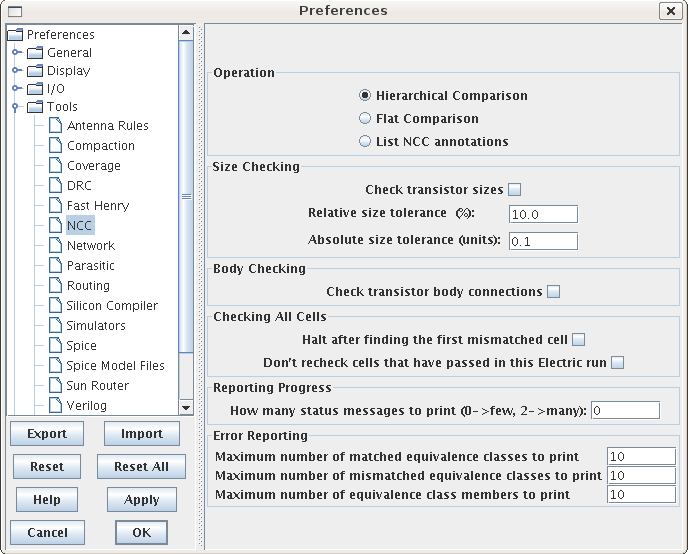 Preferences
Preferences
General
Display
I/O
Tools
Antenna Rules
Compaction
Coverage
DRC
Fast Henry
NCC
Network
Parasitic
Routing
Silicon Compiler
Simulators
Spice
Spice Model Files
Sun Router
Verilog
Export
Import
Reset
Reset All
Help
Apply
Cancel
OK
Operation
Hierarchical Comparison
Flat Comparison
List NCC annotations
Size Checking
Check transistor sizes
Relative size tolerance (%): 10.0
Absolute size tolerance (units): 0.1
Body Checking
Check transistor body connections
Checking All Cells
Halt after finding the first mismatched cell
Don't recheck cells that have passed in this Electric run
Reporting Progress
How many status messages to print (0->few, 2->many): 0
Error Reporting
Maximum number of matched equivalence classes to print 10
Maximum number of mismatched equivalence classes to print 10
Maximum number of equivalence class members to print 10